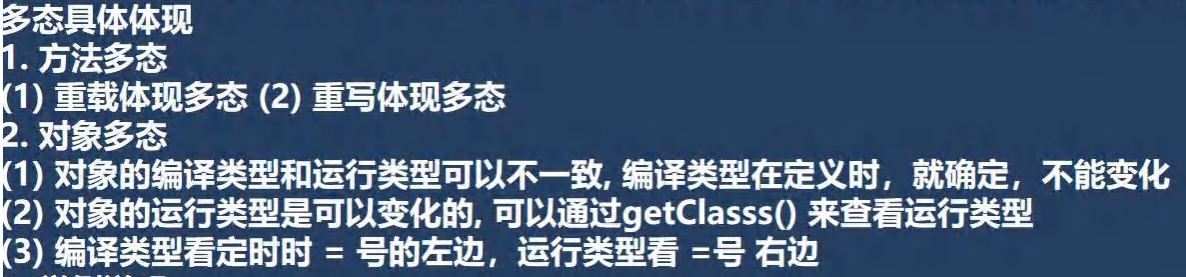 多态具体体现
1. 方法多态
(1) 重载体现多态 (2) 重写体现多态
2. 对象多态
(1) 对象的编译类型和运行类型可以不一致, 编译类型在定义时，就确定，不能变化
(2) 对象的运行类型是可以变化的, 可以通过getClasss() 来查看运行类型
(3) 编译类型看定时时 = 号的左边，运行类型看 =号 右边